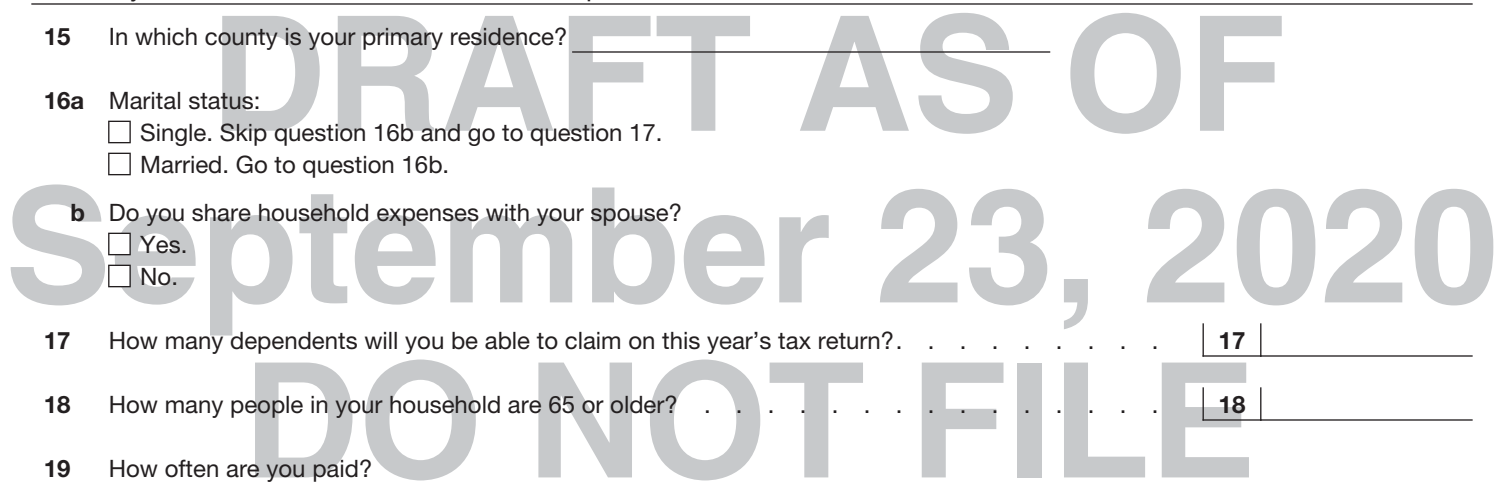 DRAFT AS OF
15 In which county is your primary residence?
16a Marital status:
Single. Skip question 16b and go to question 17.
Married. Go to question 16b.
September 23, 2020
b Do you share household expenses with your spouse?
Yes.
No.
17 How many dependents will you be able to claim on this year’s tax return?. . . . . . . . . 17
DO NOT FILE
18 How many people in your household are 65 or older? . . . . . . . . . . . . . . . 18
19 How often are you paid?